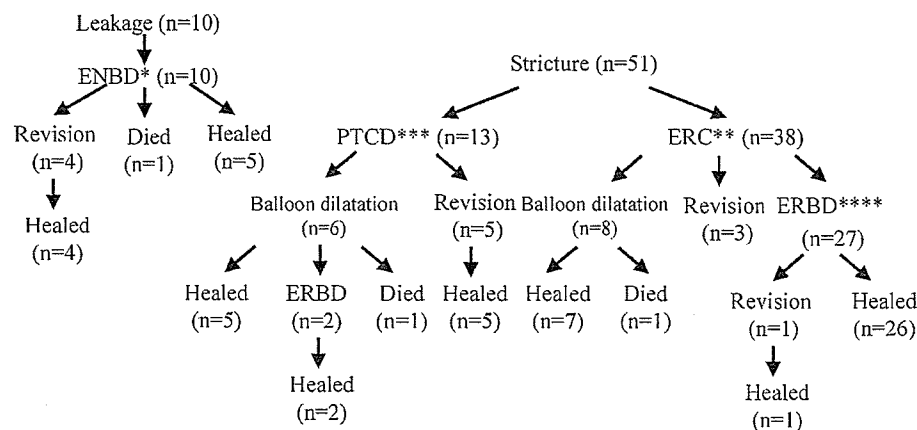 Leakage (n=10)
ENBD* (n=10)
Revision
(n=4)
Died
(n=1)
Healed
(n=5)
Healed
(n=4)
Stricture (n=51)
PTCD*** (n=13)
ERC** (n=38)
Balloon dilatation
(n=6)
Revision
(n=5)
Balloon dilatation
(n=8)
Revision
(n=3)
ERBD****
(n=27)
Healed
(n=5)
ERBD
(n=2)
Died
(n=1)
Healed
(n=5)
Healed
(n=7)
Died
(n=1)
Revision
(n=1)
Healed
(n=26)
Healed
(n=2)
Healed
(n=1)